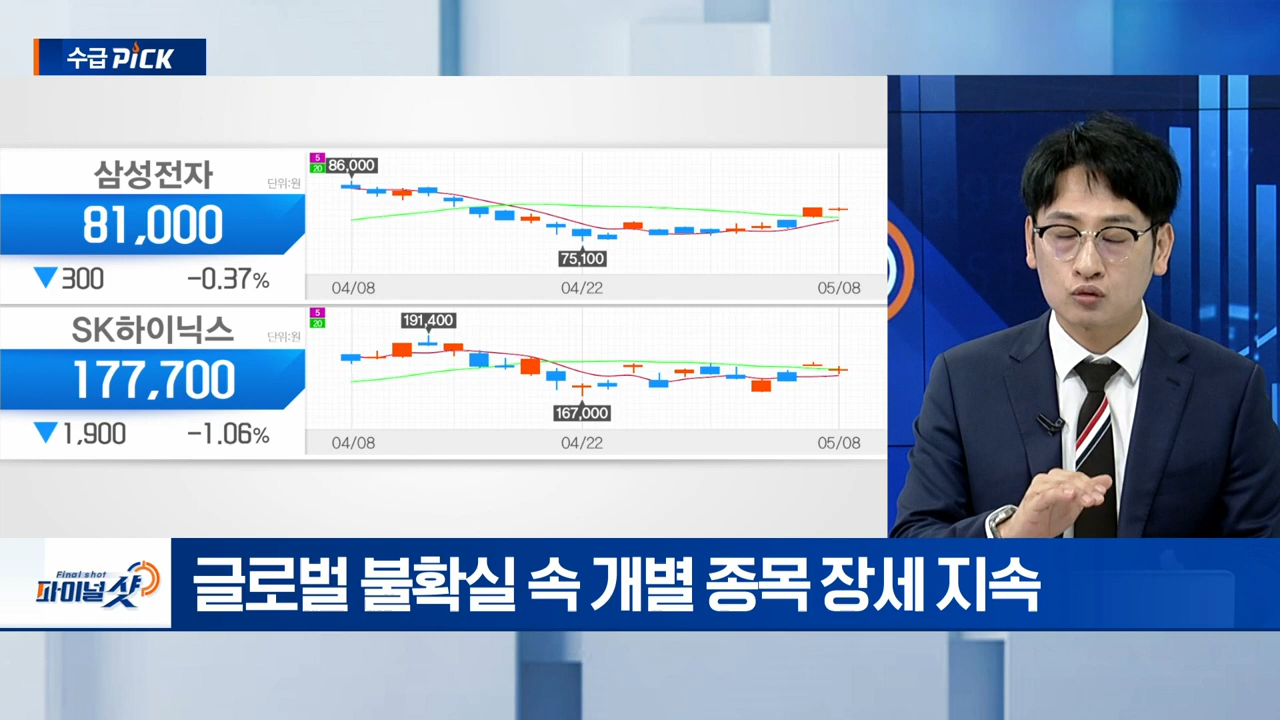 수급 PICK
삼성전자
단위:원
81,000
▼300 -0.37%
5
20
86,000
75,100
04/08 04/22 05/08
SK하이닉스
단위:원
177,700
▼1,900 -1.06%
5
20
191,400
167,000
04/08 04/22 05/08
Final shot
파이널샷
글로벌 불확실 속 개별 종목 장세 지속